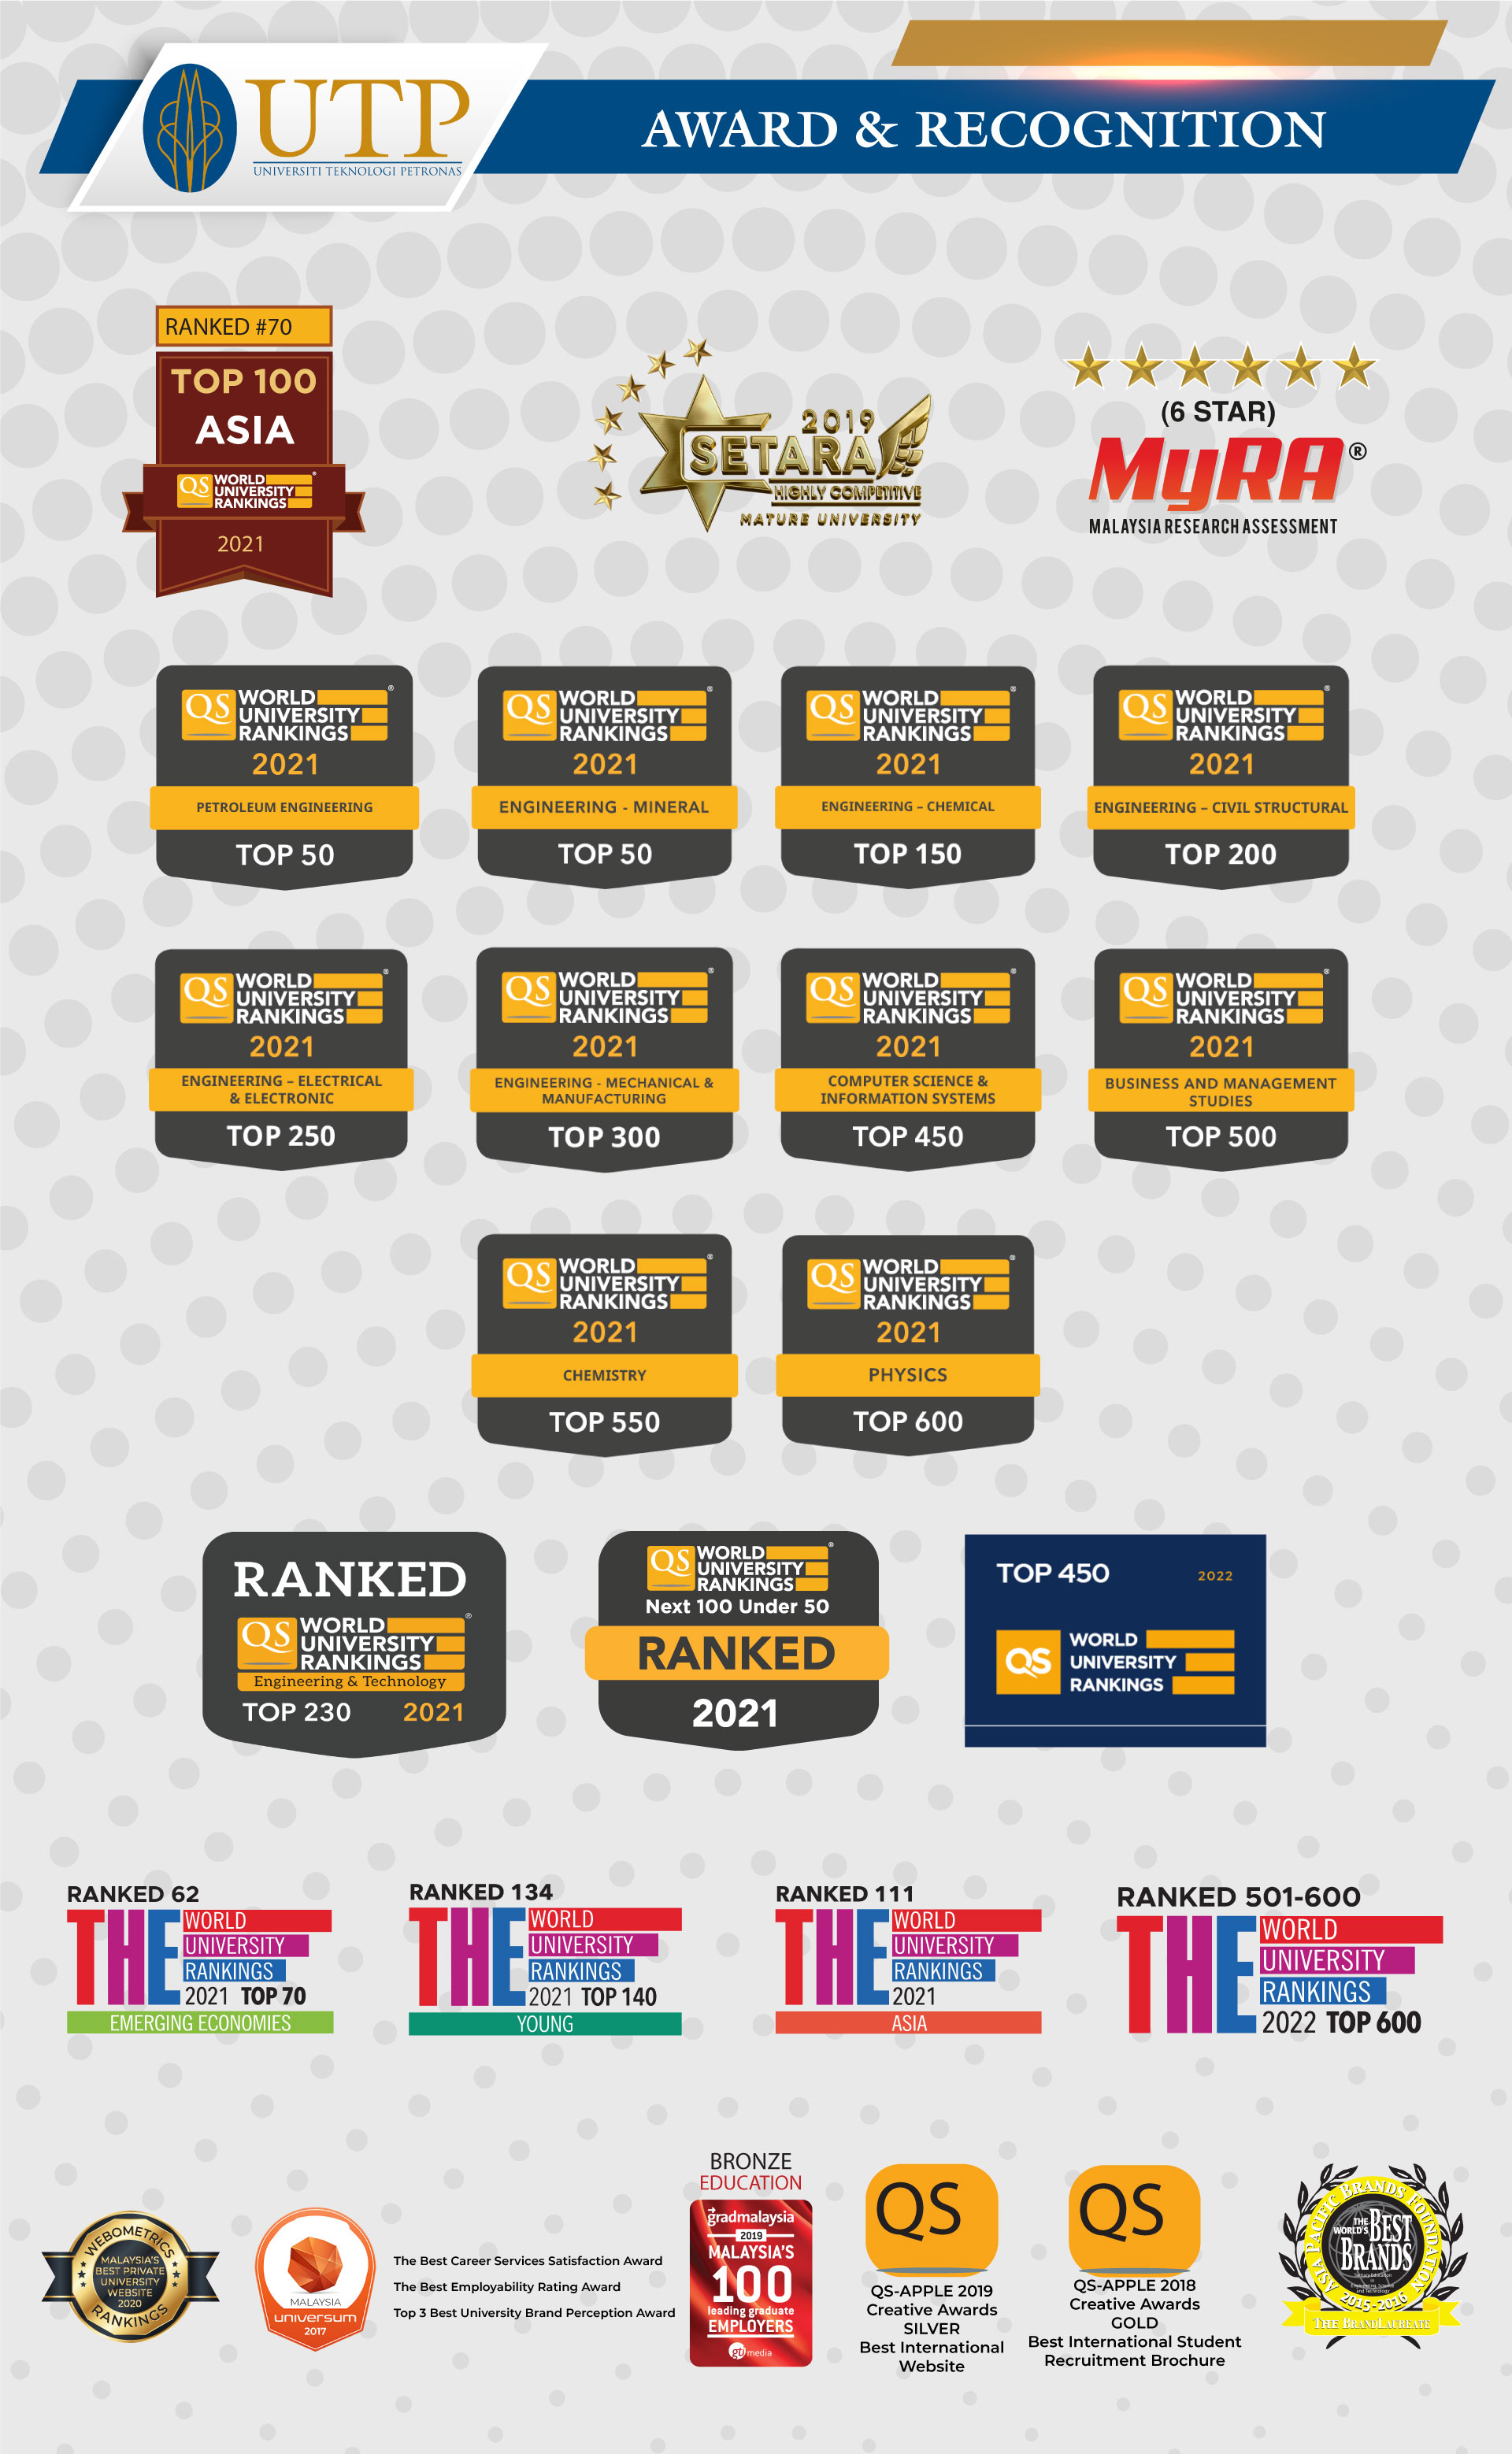 UTP
UNIVERSITI TEKNOLOGI PETRONAS
AWARD & RECOGNITION
RANKED #70
TOP 100
ASIA
QS WORLD
UNIVERSITY
RANKINGS
2021
2019
SETARA
HIGHLY COMPETITIVE
MATURE UNIVERSITY
(6 STAR)
MyRA®
MALAYSIA RESEARCH ASSESSMENT
QS WORLD
UNIVERSITY
RANKINGS
2021
PETROLEUM ENGINEERING
TOP 50
QS WORLD
UNIVERSITY
RANKINGS
2021
ENGINEERING - MINERAL
TOP 50
QS WORLD
UNIVERSITY
RANKINGS
2021
ENGINEERING – CHEMICAL
TOP 150
QS WORLD
UNIVERSITY
RANKINGS
2021
ENGINEERING – CIVIL STRUCTURAL
TOP 200
QS WORLD
UNIVERSITY
RANKINGS
2021
ENGINEERING – ELECTRICAL
& ELECTRONIC
TOP 250
QS WORLD
UNIVERSITY
RANKINGS
2021
ENGINEERING - MECHANICAL &
MANUFACTURING
TOP 300
QS WORLD
UNIVERSITY
RANKINGS
2021
COMPUTER SCIENCE &
INFORMATION SYSTEMS
TOP 450
QS WORLD
UNIVERSITY
RANKINGS
2021
BUSINESS AND MANAGEMENT
STUDIES
TOP 500
QS WORLD
UNIVERSITY
RANKINGS
2021
CHEMISTRY
TOP 550
QS WORLD
UNIVERSITY
RANKINGS
2021
PHYSICS
TOP 600
RANKED
QS WORLD
UNIVERSITY
RANKINGS
Engineering & Technology
TOP 230 2021
QS WORLD
UNIVERSITY
RANKINGS
Next 100 Under 50
RANKED
2021
TOP 450 2022
QS WORLD
UNIVERSITY
RANKINGS
RANKED 62
THE WORLD
UNIVERSITY
RANKINGS
2021 TOP 70
EMERGING ECONOMIES
RANKED 134
THE WORLD
UNIVERSITY
RANKINGS
2021 TOP 140
YOUNG
RANKED 111
THE WORLD
UNIVERSITY
RANKINGS
2021
ASIA
RANKED 501-600
THE WORLD
UNIVERSITY
RANKINGS
2022 TOP 600
WEBOMETRICS
MALAYSIA'S
BEST PRIVATE
UNIVERSITY
WEBSITE
2020
RANKINGS
MALAYSIA
universum
2017
The Best Career Services Satisfaction Award
The Best Employability Rating Award
Top 3 Best University Brand Perception Award
BRONZE
EDUCATION
gradmalaysia
2019
MALAYSIA'S
100
leading graduate
EMPLOYERS
gti media
QS
QS-APPLE 2019
Creative Awards
SILVER
Best International
Website
QS
QS-APPLE 2018
Creative Awards
GOLD
Best International Student
Recruitment Brochure
ASIA PACIFIC BRANDS FOUNDATION
THE
WORLD'S BEST
BRANDS
2015-2016
THE BRANDLAUREATE